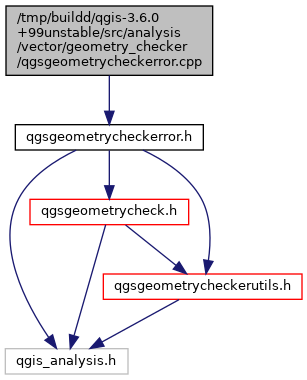 /tmp/buildd/qgis-3.6.0
+99unstable/src/analysis
/vector/geometry_checker
/qgsgeometrycheckerror.cpp
qgsgeometrycheckerror.h
qgsgeometrycheck.h
qgsgeometrycheckerutils.h
qgis_analysis.h